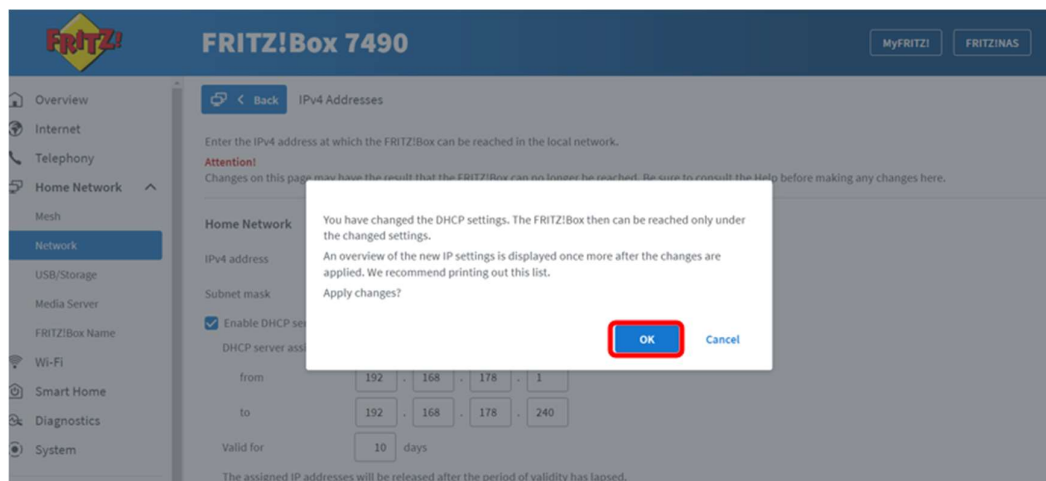 FRITZ!
FRITZ!Box 7490
MyFRITZ!
FRITZ!NAS
Overview
Internet
Telephony
Home Network
Mesh
Network
USB/Storage
Media Server
FRITZ!Box Name
Wi-Fi
Smart Home
Diagnostics
System
< Back
IPv4 Addresses
Enter the IPv4 address at which the FRITZ!Box can be reached in the local network.
Attention!
Changes on this page may have the result that the FRITZ!Box can no longer be reached. Be sure to consult the Help before making any changes here.
Home Network
IPv4 address
Subnet mask
Enable DHCP
DHCP server
You have changed the DHCP settings. The FRITZ!Box then can be reached only under
the changed settings.
An overview of the new IP settings is displayed once more after the changes are
applied. We recommend printing out this list.
Apply changes?
OK
Cancel
from 192 . 168 . 178 . 1
to 192 . 168 . 178 . 240
Valid for 10 days
The assigned IP addresses will be released after the period of validity has lapsed.